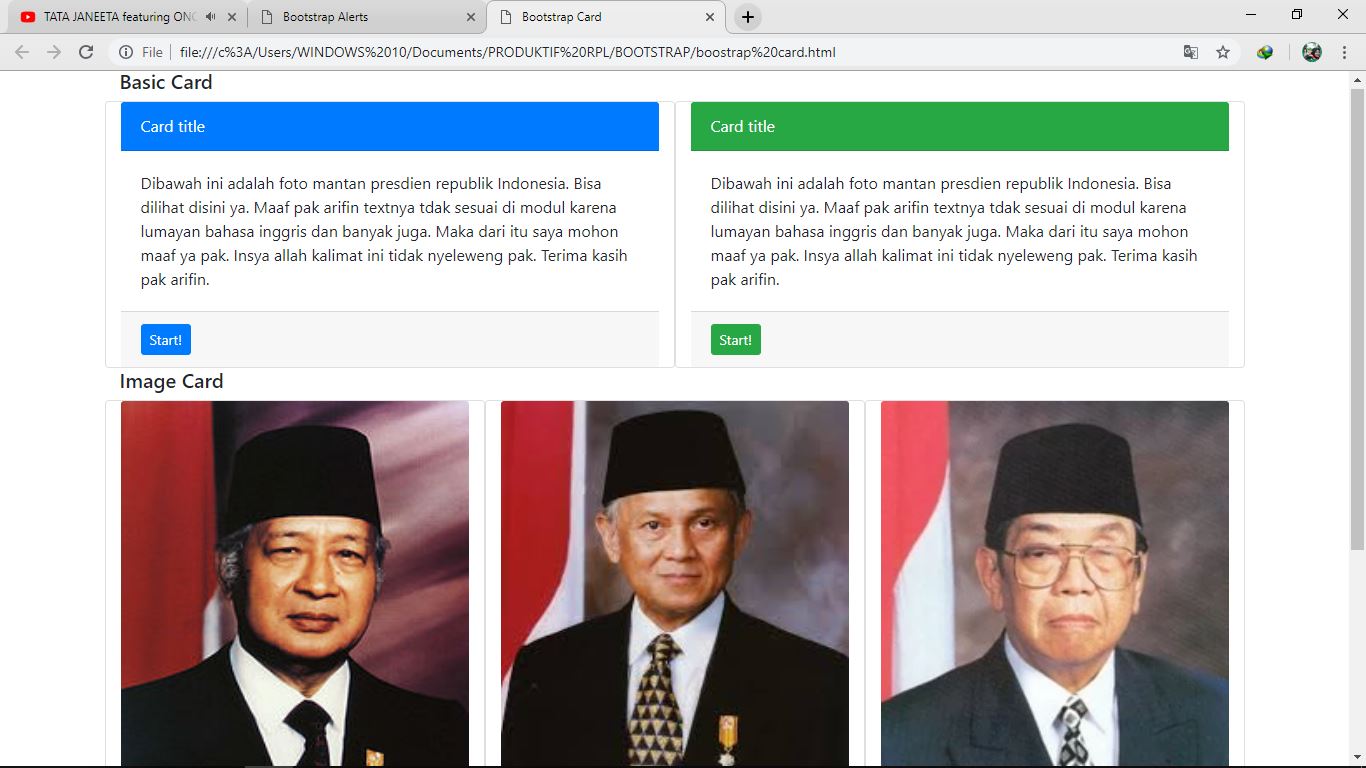 TATA JANEETA featuring ONC
Bootstrap Alerts
Bootstrap Card
File
file:///c%3A/Users/WINDOWS%2010/Documents/PRODUKTIF%20RPL/BOOTSTRAP/boostrap%20card.html
Basic Card
Card title
Dibawah ini adalah foto mantan presdien republik Indonesia. Bisa
dilihat disini ya. Maaf pak arifin textnya tdak sesuai di modul karena
lumayan bahasa inggris dan banyak juga. Maka dari itu saya mohon
maaf ya pak. Insya allah kalimat ini tidak nyeleweng pak. Terima kasih
pak arifin.
Start!
Card title
Dibawah ini adalah foto mantan presdien republik Indonesia. Bisa
dilihat disini ya. Maaf pak arifin textnya tdak sesuai di modul karena
lumayan bahasa inggris dan banyak juga. Maka dari itu saya mohon
maaf ya pak. Insya allah kalimat ini tidak nyeleweng pak. Terima kasih
pak arifin.
Start!
Image Card